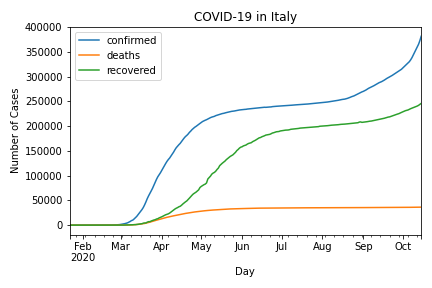 COVID-19 in Italy
confirmed
deaths
recovered
Number of Cases
400000
350000
300000
250000
200000
150000
100000
50000
0
Feb Mar Apr May Jun Jul Aug Sep Oct
2020
Day